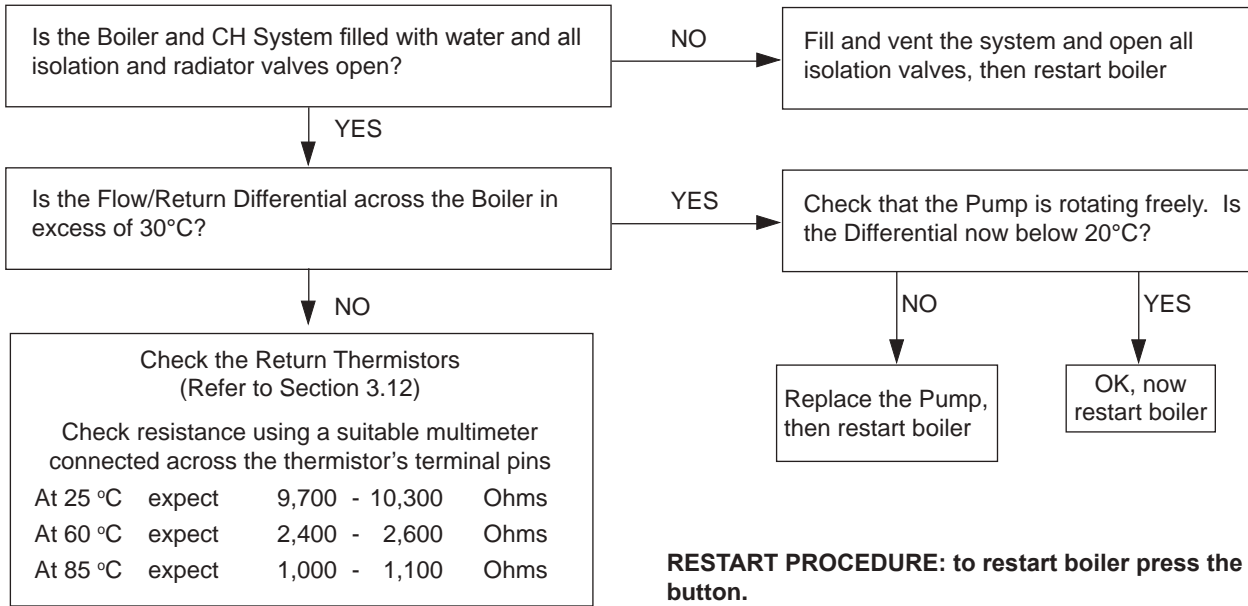 Is the Boiler and CH System filled with water and all
isolation and radiator valves open?
NO
Fill and vent the system and open all
isolation valves, then restart boiler
YES
Is the Flow/Return Differential across the Boiler in
excess of 30°C?
YES
Check that the Pump is rotating freely.  Is
the Differential now below 20°C?
NO
NO
YES
Check the Return Thermistors
(Refer to Section 3.12)
Check resistance using a suitable multimeter
connected across the thermistor's terminal pins
At 25 °C expect 9,700 - 10,300 Ohms
At 60 °C expect 2,400 - 2,600 Ohms
At 85 °C expect 1,000 - 1,100 Ohms
Replace the Pump,
then restart boiler
OK, now
restart boiler
RESTART PROCEDURE: to restart boiler press the
button.